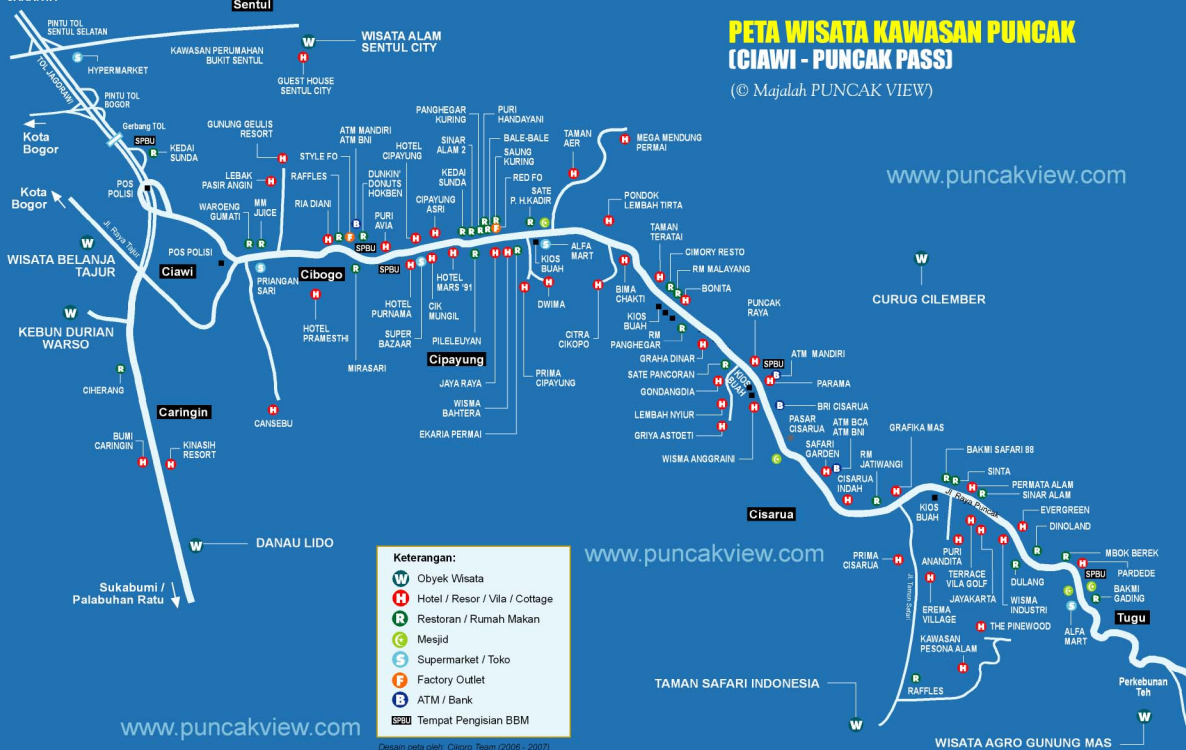 Sentul
PINTU TOL
SENTUL SELATAN
HYPERMARKET
KAWASAN PERUMAHAN
BUKIT SENTUL
WISATA ALAM
SENTUL CITY
GUEST HOUSE
SENTUL CITY
PETA WISATA KAWASAN PUNCAK
(CIAWI - PUNCAK PASS)
(© Majalah PUNCAK VIEW)
TOL JAGORAWI
PINTU TOL
BOGOR
Gerbang TOL
Kota
Bogor
SPBU
KEDAI
SUNDA
GUNUNG GEULIS
RESORT
LEBAK
PASIR ANGIN
POS
POLISI
Kota
Bogor
Jl. Raya Tajur
WISATA BELANJA
TAJUR
KEBUN DURIAN
WARSO
CIHERANG
Ciawi
POS POLISI
WAROENG
GUMATI
MM
JUICE
PRIANGAN
SARI
RIA DIANI
RAFFLES
STYLE FO
ATM MANDIRI
ATM BNI
DUNKIN'
DONUTS
HOKBEN
SPBU
PURI
AVIA
HOTEL
CIPAYUNG
CIPAYUNG
ASRI
PANGHEGAR
KURING
SINAR
ALAM 2
KEDAI
SUNDA
PURI
HANDAYANI
BALE-BALE
SAUNG
KURING
RED FO
SATE
P. H.KADIR
TAMAN
AER
MEGA MENDUNG
PERMAI
www.puncakview.com
CURUG CILEMBER
Cibogo
HOTEL
PRAMESTHI
MIRASARI
SPBU
HOTEL
PURNAMA
SUPER
BAZAAR
CIK
MUNGIL
HOTEL
MARS '91
PILELEUYAN
Cipayung
JAYA RAYA
WISMA
BAHTERA
EKARIA PERMAI
PRIMA
CIPAYUNG
KIOS
BUAH
ALFA
MART
DWIMA
CITRA
CIKOPO
PONDOK
LEMBAH TIRTA
BIMA
CHAKTI
TAMAN
TERATAI
CIMORY RESTO
RM MALAYANG
BONITA
KIOS
BUAH
RM
PANGHEGAR
GRAHA DINAR
SATE PANCORAN
GONDANGDIA
LEMBAH NYIUR
GRIYA ASTOETI
WISMA ANGGRAINI
KIOS
BUAH
PUNCAK
RAYA
SPBU
ATM MANDIRI
PARAMA
BRI CISARUA
PASAR
CISARUA
SAFARI
GARDEN
ATM BCA
ATM BNI
CISARUA
INDAH
RM
JATIWANGI
Cisarua
GRAFIKA MAS
BAKMI SAFARI 88
SINTA
PERMATA ALAM
SINAR ALAM
EVERGREEN
DINOLAND
MBOK BEREK
PARDEDE
SPBU
BAKMI
GADING
Jl. Raya Puncak
KIOS
BUAH
PURI
ANANDITA
TERRACE
VILA GOLF
JAYAKARTA
WISMA
INDUSTRI
DULANG
ALFA
MART
Tugu
PRIMA
CISARUA
Jl. Taman Safari
EREMA
VILLAGE
THE PINEWOOD
KAWASAN
PESONA ALAM
RAFFLES
TAMAN SAFARI INDONESIA
Perkebunan
Teh
WISATA AGRO GUNUNG MAS
Caringin
CANSEBU
BUMI
CARINGIN
KINASIH
RESORT
DANAU LIDO
Sukabumi /
Palabuhan Ratu
www.puncakview.com
Keterangan:
W Obyek Wisata
H Hotel / Resor / Vila / Cottage
R Restoran / Rumah Makan
Mesjid
S Supermarket / Toko
F Factory Outlet
B ATM / Bank
SPBU Tempat Pengisian BBM
Desain peta oleh: Cikpro Team (2006 - 2007)
www.puncakview.com